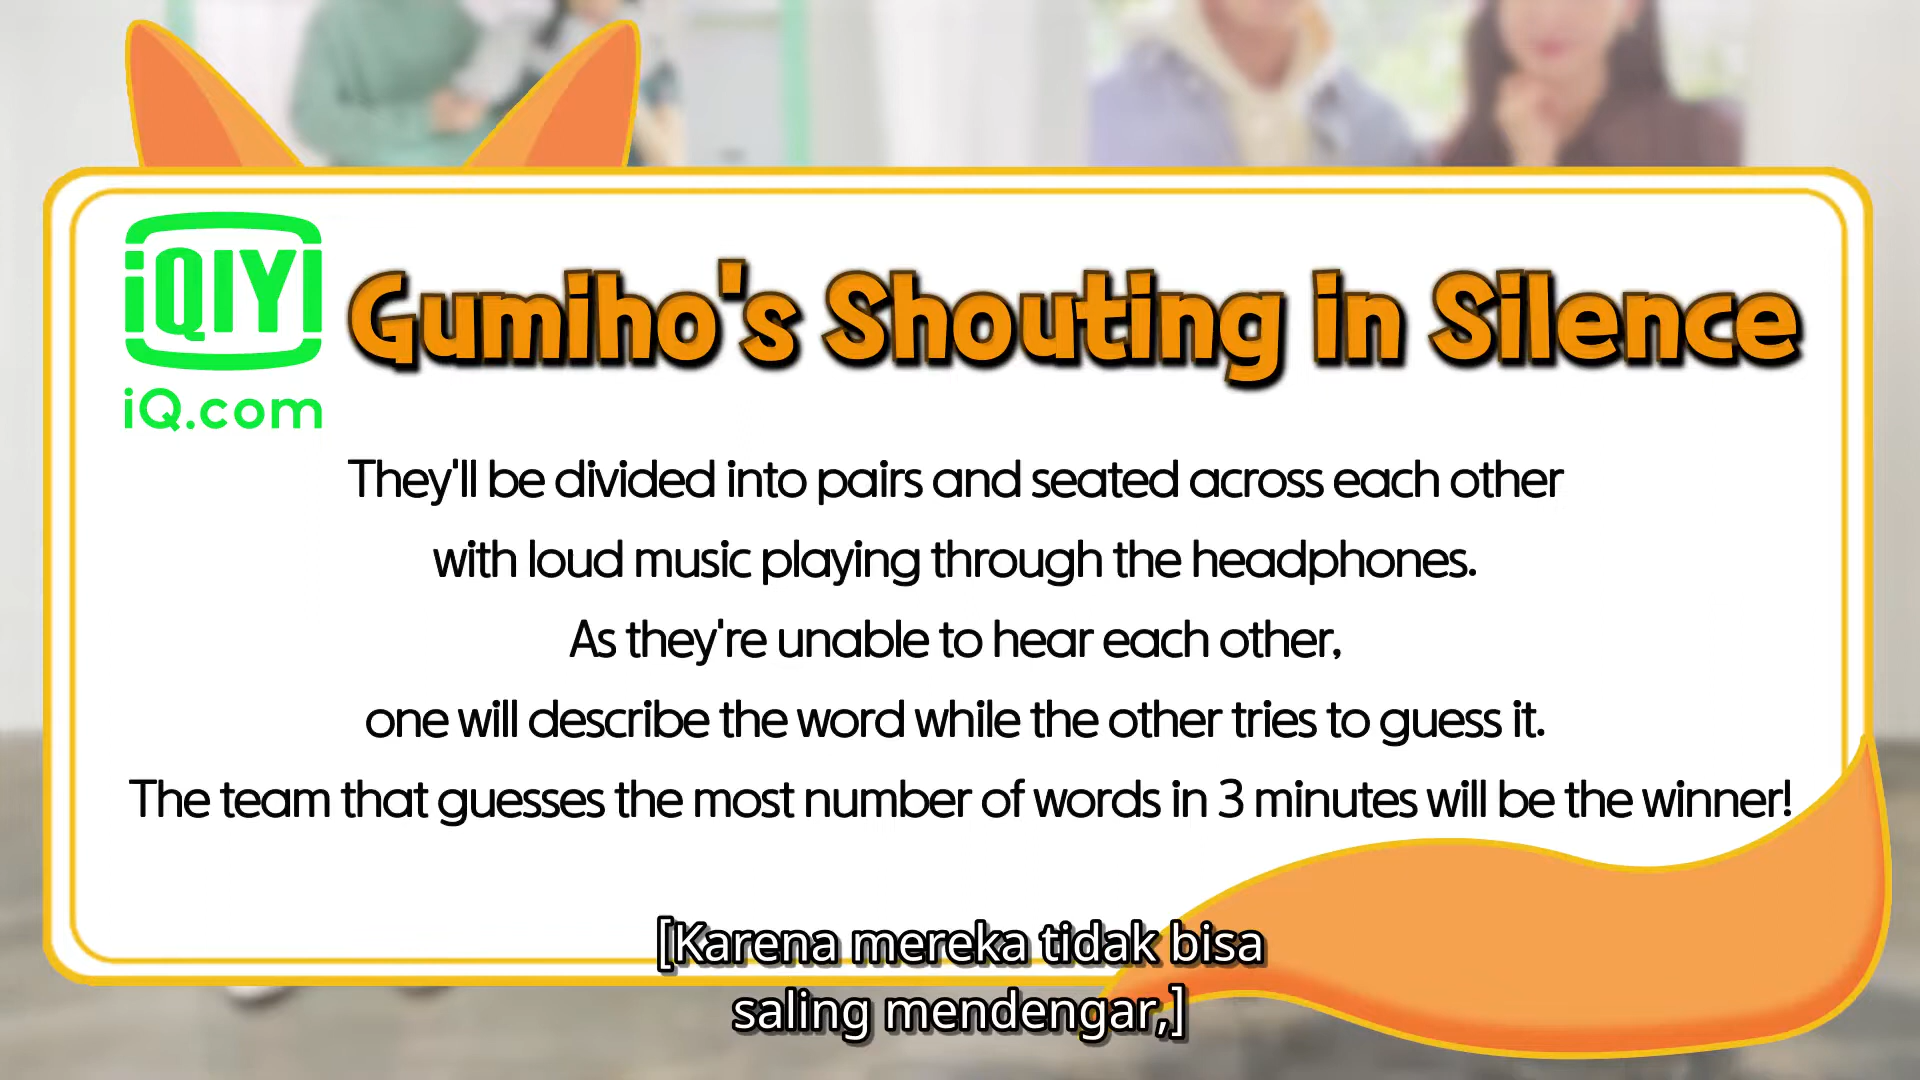 iQIYI
iQ.com
Gumiho's Shouting in Silence
They'll be divided into pairs and seated across each other
with loud music playing through the headphones.
As they're unable to hear each other,
one will describe the word while the other tries to guess it.
The team that guesses the most number of words in 3 minutes will be the winner!
[Karena mereka tidak bisa
saling mendengar,]